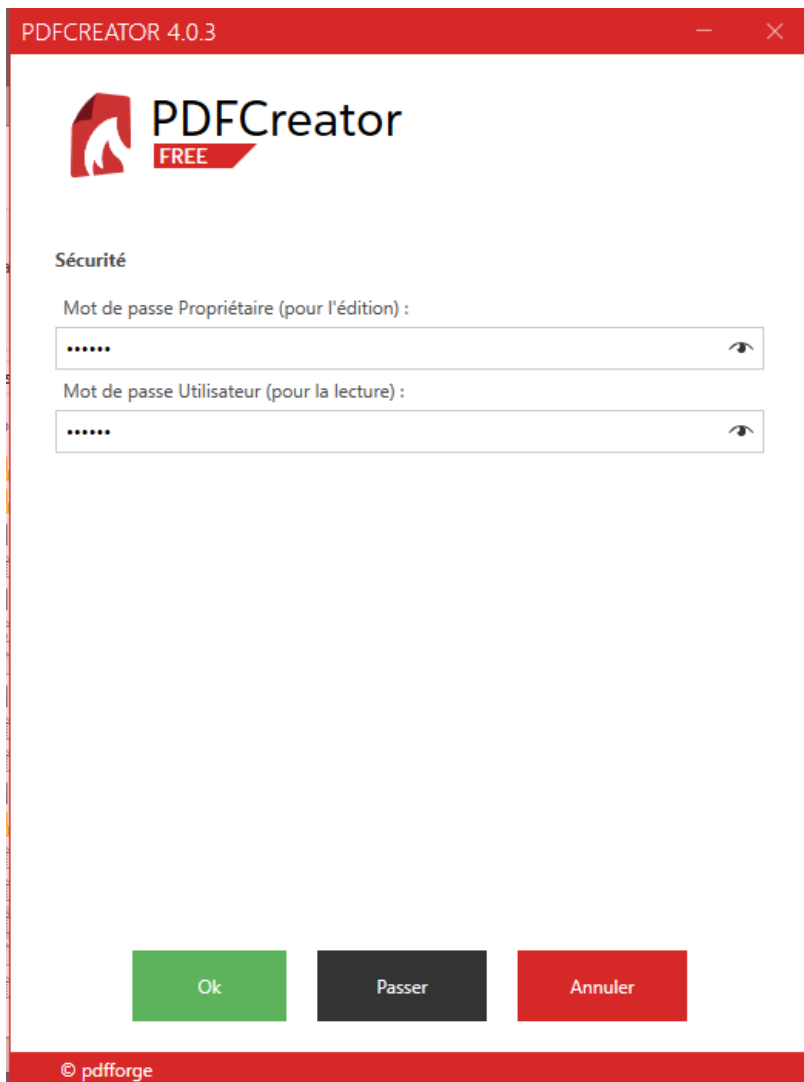 PDFCREATOR 4.0.3
PDFCreator
FREE
Sécurité
Mot de passe Propriétaire (pour l'édition) :
••••••
Mot de passe Utilisateur (pour la lecture) :
••••••
Ok Passer Annuler
© pdfforge